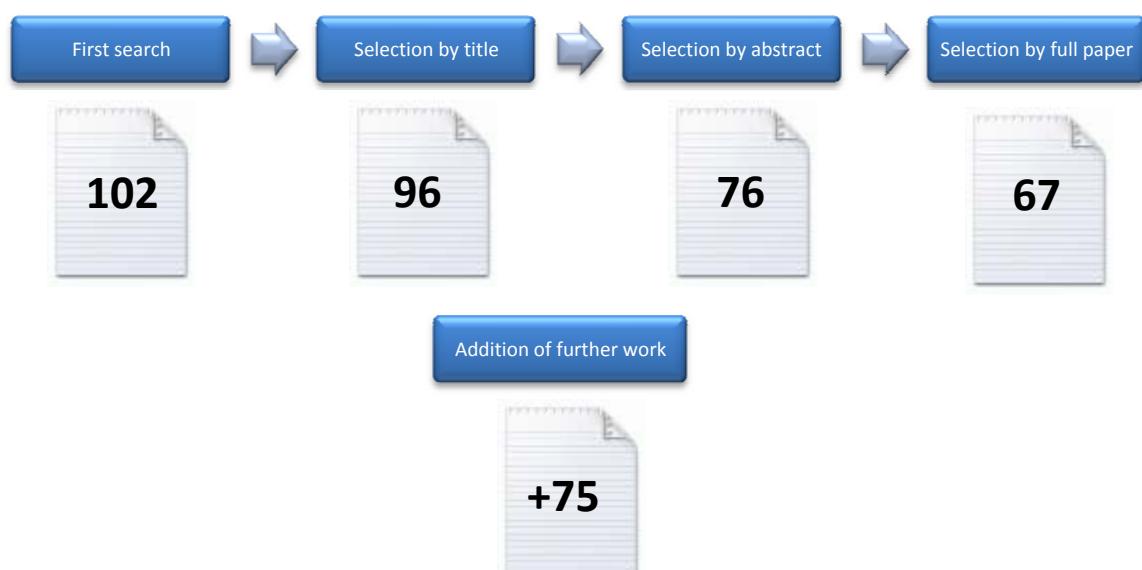 First search
Selection by title
Selection by abstract
Selection by full paper
102
96
76
67
Addition of further work
+75